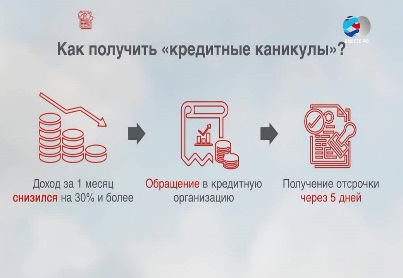 Как получить «кредитные каникулы»?
Доход за 1 месяц
снизился на 30% и более
Обращение в кредитную
организацию
Получение отсрочки
через 5 дней